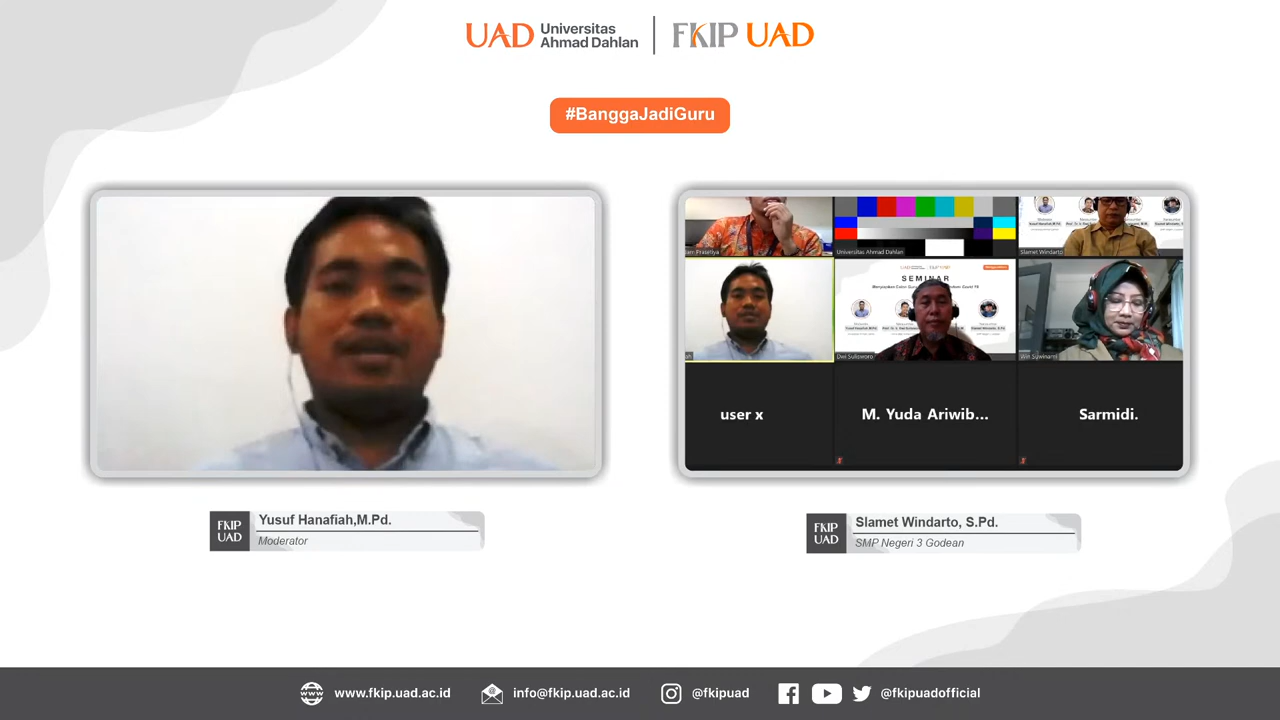 UAD Universitas Ahmad Dahlan
FKIP UAD
#BanggaJadiGuru
Universitas Ahmad Dahlan
Slamet Windarto
SEMINAR
Dwi Sulisworo
Win Suwinarni
user x
M. Yuda Ariwib...
Sarmidi.
FKIP UAD
Yusuf Hanafiah,M.Pd.
Moderator
FKIP UAD
Slamet Windarto, S.Pd.
SMP Negeri 3 Godean
www.fkip.uad.ac.id
info@fkip.uad.ac.id
@fkipuad
@fkipuadofficial